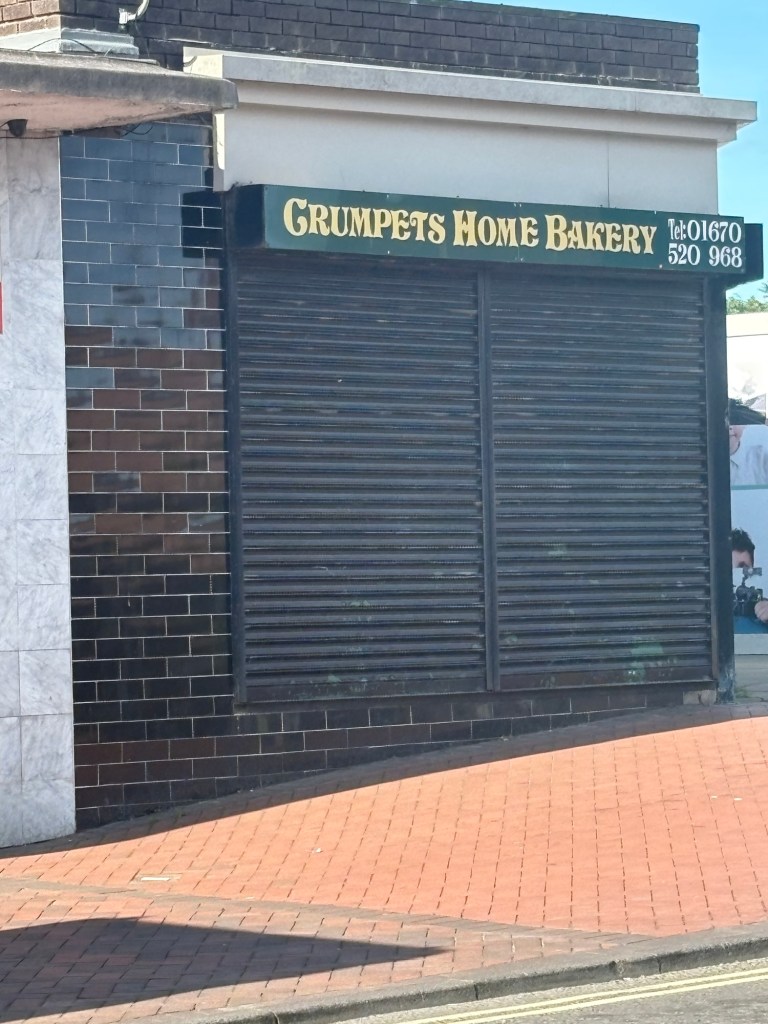 CRUMPETS HOME BAKERY
Tel: 01670
520 968